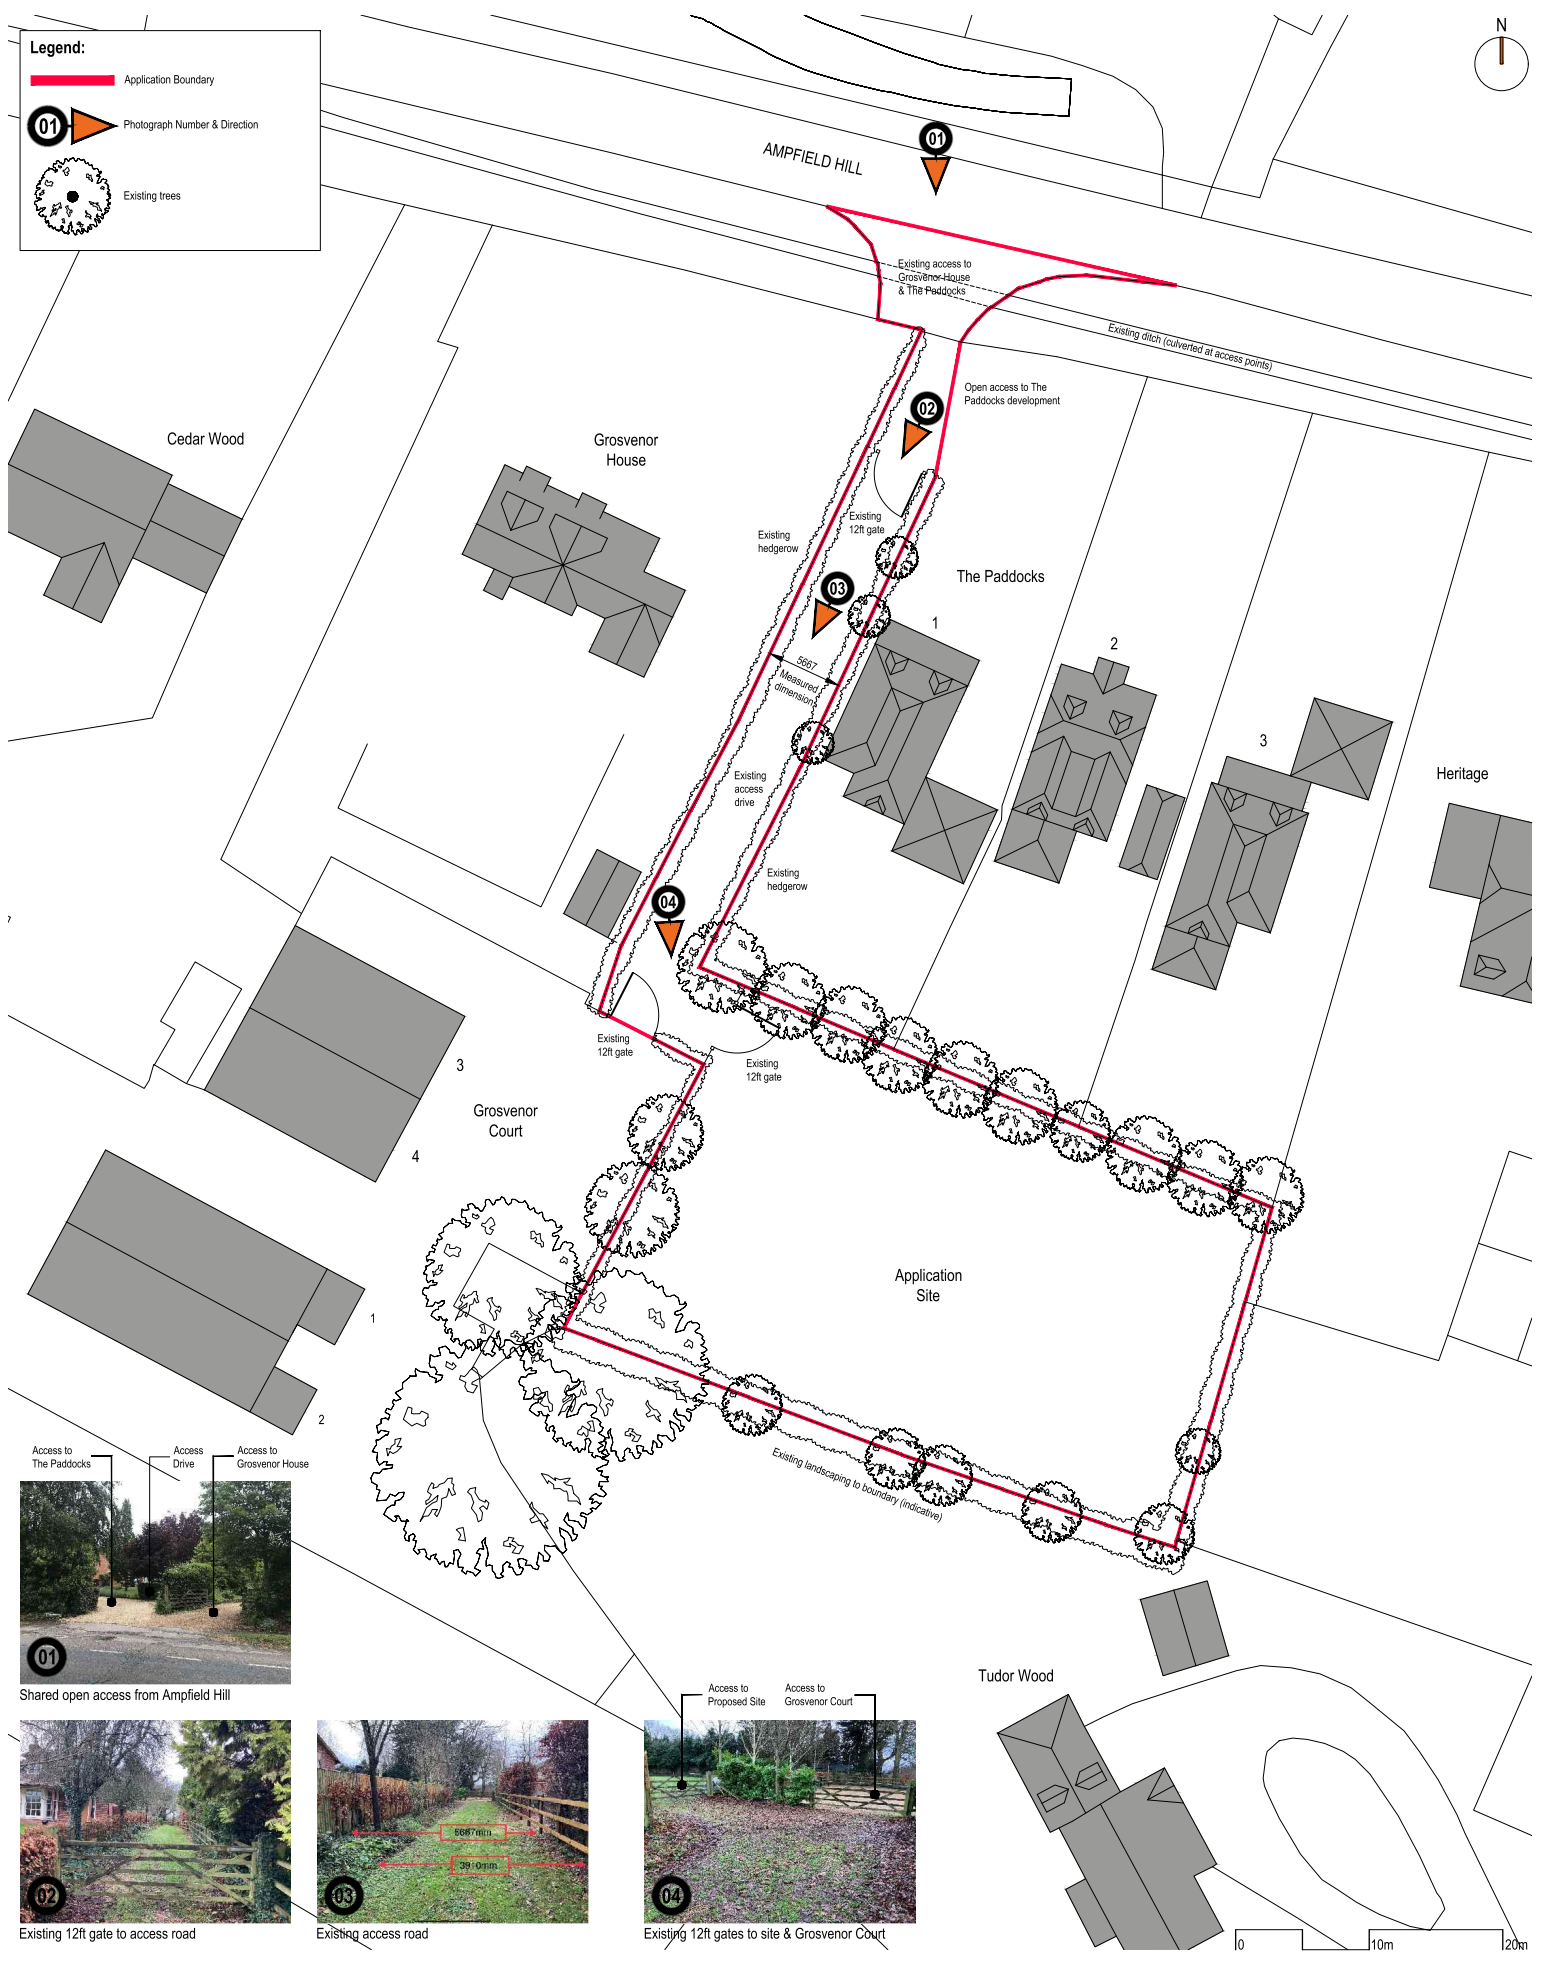 Legend:
Application Boundary
01
Photograph Number & Direction
Existing trees
N
AMPFIELD HILL
01
Existing access to
Grosvenor House
& The Paddocks
Existing ditch (culverted at access points)
Open access to The
Paddocks development
02
Cedar Wood
Grosvenor
House
Existing
12ft gate
Existing
hedgerow
The Paddocks
03
1
2
3
5667
Measured
dimension
Heritage
Existing
access
drive
Existing
hedgerow
04
Existing
12ft gate
Existing
12ft gate
3
Grosvenor
Court
4
1
2
Application
Site
Existing landscaping to boundary (indicative)
Access to
The Paddocks
Access
Drive
Access to
Grosvenor House
01
Shared open access from Ampfield Hill
Tudor Wood
Access to
Proposed Site
Access to
Grosvenor Court
5667mm
3910mm
02
03
04
Existing 12ft gate to access road
Existing access road
Existing 12ft gates to site & Grosvenor Court
0
10m
20m